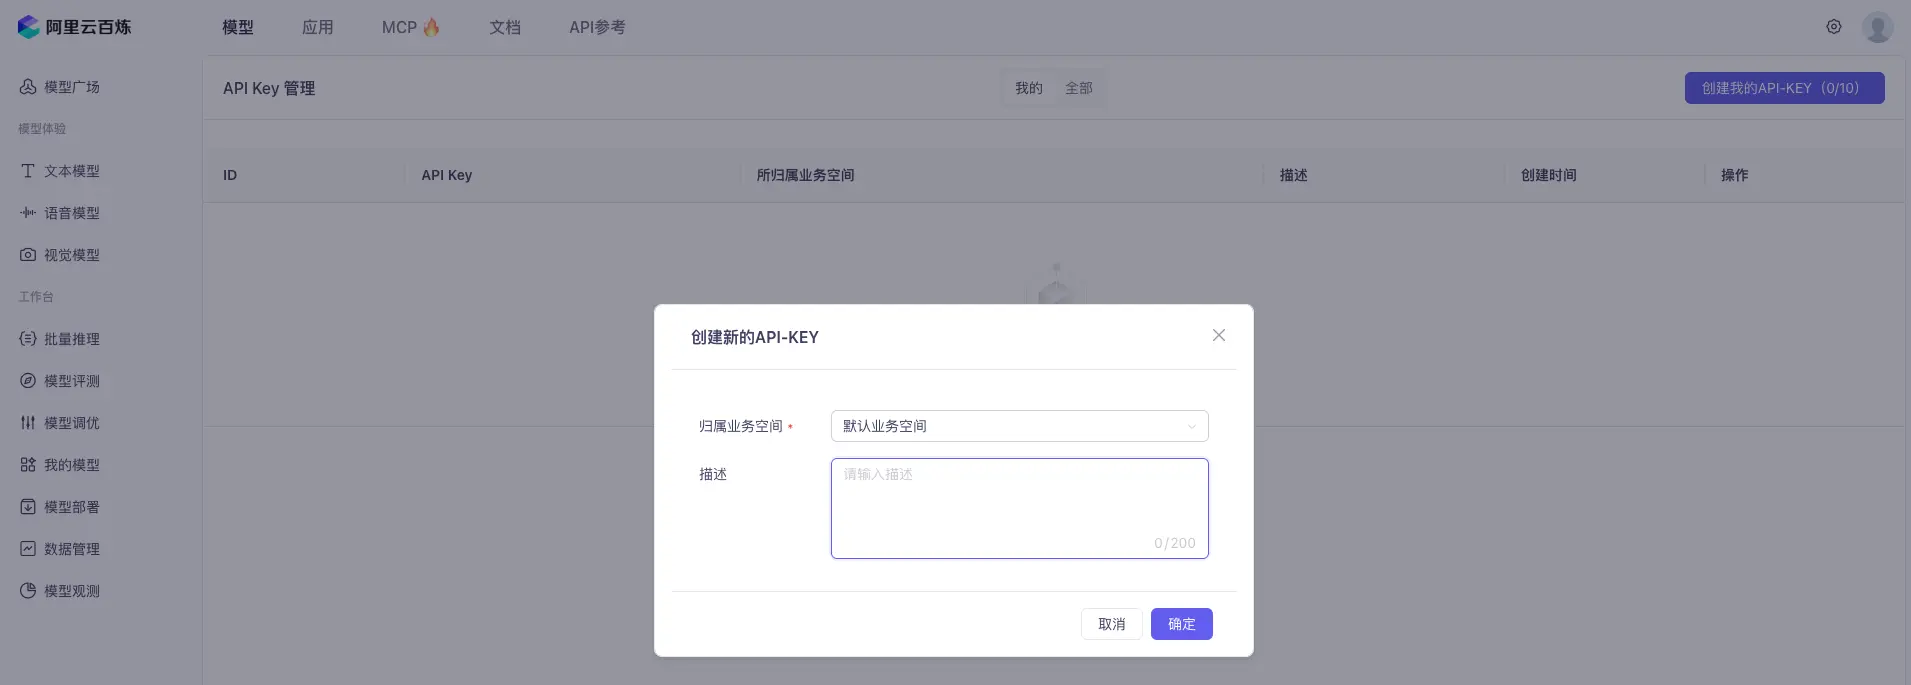 阿里云百炼
模型 应用 MCP 文档 API参考
模型广场
模型体验
文本模型
语音模型
视觉模型
工作台
批量推理
模型评测
模型调优
我的模型
模型部署
数据管理
模型观测
API Key 管理 我的 全部 创建我的API-KEY（0/10）
ID API Key 所归属业务空间 描述 创建时间 操作
创建新的API-KEY
归属业务空间 * 默认业务空间
描述 请输入描述
0/200
取消 确定